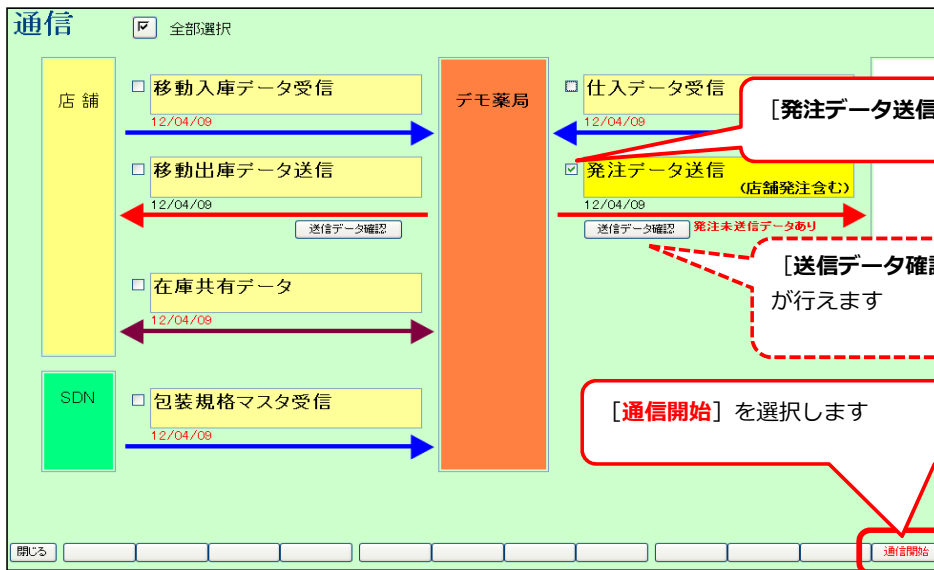 通信
全部選択
店舗
移動入庫データ受信
12/04/09
移動出庫データ送信
12/04/09
送信データ確認
在庫共有データ
12/04/09
SDN
包装規格マスタ受信
12/04/09
デモ薬局
仕入データ受信
12/04/09
［発注データ送信
発注データ送信
(店舗発注含む)
12/04/09
送信データ確認 発注未送信データあり
［送信データ確認
が行えます
［通信開始］を選択します
閉じる
通信開始